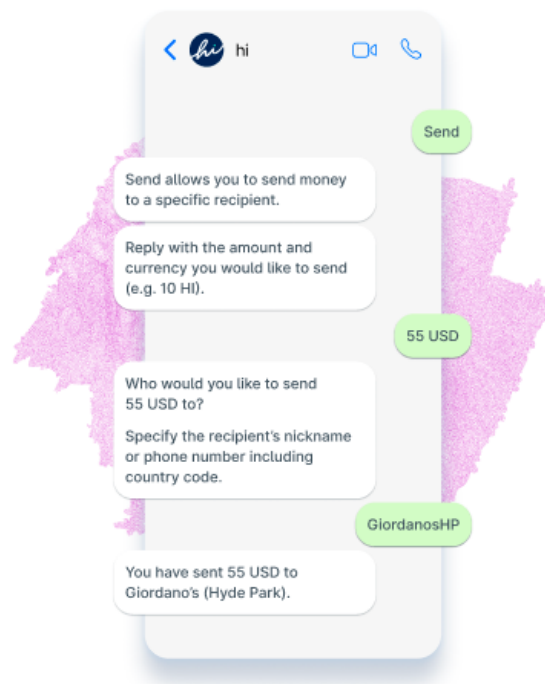 hi hi
Send
Send allows you to send money
to a specific recipient.
Reply with the amount and
currency you would like to send
(e.g. 10 HI).
55 USD
Who would you like to send
55 USD to?
Specify the recipient's nickname
or phone number including
country code.
GiordanosHP
You have sent 55 USD to
Giordano's (Hyde Park).